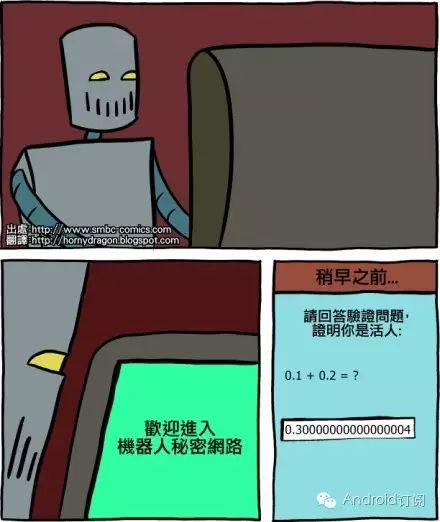 出處 http://www.smbc-comics.com
翻譯 http://hornydragon.blogspot.com
歡迎進入
機器人秘密網路
稍早之前...
請回答驗證問題,
證明你是活人:
0.1 + 0.2 = ?
0.30000000000000004
Android订阅